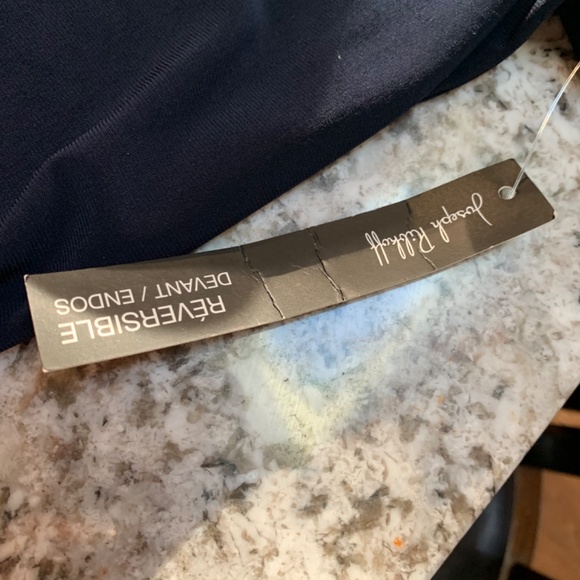 Joseph Ribkoff
RÉVERSIBLE
DEVANT / ENDOS